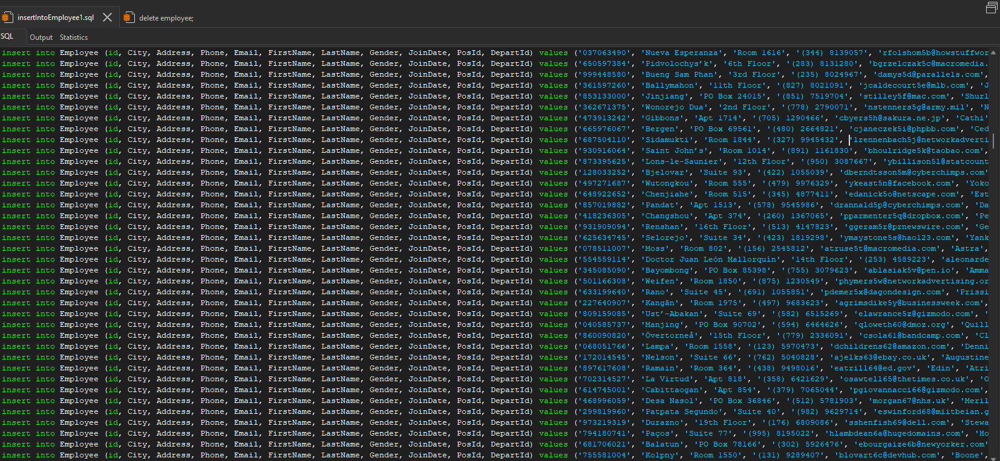 insertIntoEmployee1.sql
delete employee;
SQL Output Statistics
insert into Employee (id, City, Address, Phone, Email, FirstName, LastName, Gender, JoinDate, PosId, DepartId) values ('037063490', 'Nueva Esperanza', 'Room 1616', '(344) 8139057', 'rfolshom5b@howstuffwor
insert into Employee (id, City, Address, Phone, Email, FirstName, LastName, Gender, JoinDate, PosId, DepartId) values ('650597384', 'Pidvolochys’k', '6th Floor', '(283) 8131280', 'bgrzelczak5c@macromedia.
insert into Employee (id, City, Address, Phone, Email, FirstName, LastName, Gender, JoinDate, PosId, DepartId) values ('999448580', 'Bueng Sam Phan', '3rd Floor', '(235) 8024967', 'damys5d@parallels.com',
insert into Employee (id, City, Address, Phone, Email, FirstName, LastName, Gender, JoinDate, PosId, DepartId) values ('361597260', 'Ballymahon', '11th Floor', '(827) 8021091', 'jcaldecourt5e@mlb.com', 'J
insert into Employee (id, City, Address, Phone, Email, FirstName, LastName, Gender, JoinDate, PosId, DepartId) values ('853133000', 'Jinjiang', 'PO Box 24015', '(851) 7519704', 'stilley5f@mac.com', 'Shurl
insert into Employee (id, City, Address, Phone, Email, FirstName, LastName, Gender, JoinDate, PosId, DepartId) values ('362671375', 'Wonorejo Dua', '2nd Floor', '(778) 2790071', 'nstenners5g@army.mil', 'N
insert into Employee (id, City, Address, Phone, Email, FirstName, LastName, Gender, JoinDate, PosId, DepartId) values ('473913242', 'Gibbons', 'Apt 1714', '(705) 1290466', 'cbyers5h@sakura.ne.jp', 'Cathi'
insert into Employee (id, City, Address, Phone, Email, FirstName, LastName, Gender, JoinDate, PosId, DepartId) values ('665976067', 'Bergen', 'PO Box 69561', '(480) 2664821', 'cjaneczek5i@phpbb.com', 'Ced
insert into Employee (id, City, Address, Phone, Email, FirstName, LastName, Gender, JoinDate, PosId, DepartId) values ('687504110', 'Sidamukti', 'Room 1844', '(327) 9945432', 'lrennenbach5j@networkadverti
insert into Employee (id, City, Address, Phone, Email, FirstName, LastName, Gender, JoinDate, PosId, DepartId) values ('930916064', 'Saint John’s', 'Room 1014', '(891) 1161830', 'bhoulridge5k@taobao.com',
insert into Employee (id, City, Address, Phone, Email, FirstName, LastName, Gender, JoinDate, PosId, DepartId) values ('873395625', 'Lons-le-Saunier', '12th Floor', '(950) 3087667', 'ybillison5l@statcount
insert into Employee (id, City, Address, Phone, Email, FirstName, LastName, Gender, JoinDate, PosId, DepartId) values ('128033252', 'Bjelovar', 'Suite 93', '(422) 1055039', 'dberndtsson5m@cyberchimps.com'
insert into Employee (id, City, Address, Phone, Email, FirstName, LastName, Gender, JoinDate, PosId, DepartId) values ('497271687', 'Wutongkou', 'Room 555', '(479) 9976329', 'ykeast5n@facebook.com', 'Yoko
insert into Employee (id, City, Address, Phone, Email, FirstName, LastName, Gender, JoinDate, PosId, DepartId) values ('648922652', 'Chenjiahe', 'Room 515', '(345) 4877411', 'edanick5o@netscape.com', 'Est
insert into Employee (id, City, Address, Phone, Email, FirstName, LastName, Gender, JoinDate, PosId, DepartId) values ('857019882', 'Pandat', 'Apt 1513', '(578) 9545986', 'drannald5p@cyberchimps.com', 'Da
insert into Employee (id, City, Address, Phone, Email, FirstName, LastName, Gender, JoinDate, PosId, DepartId) values ('418236305', 'Changshou', 'Apt 374', '(260) 1367065', 'pparmenter5q@dropbox.com', 'Pe
insert into Employee (id, City, Address, Phone, Email, FirstName, LastName, Gender, JoinDate, PosId, DepartId) values ('931909094', 'Renshan', '16th Floor', '(513) 4147823', 'ggeram5r@prnewswire.com', 'Ge
insert into Employee (id, City, Address, Phone, Email, FirstName, LastName, Gender, JoinDate, PosId, DepartId) values ('625634745', 'Selorejo', 'Suite 34', '(423) 1819298', 'ymaystone5s@hao123.com', 'Yank
insert into Employee (id, City, Address, Phone, Email, FirstName, LastName, Gender, JoinDate, PosId, DepartId) values ('078511007', 'Moss', 'Room 802', '(156) 2545812', 'atruse5t@macromedia.com', 'Astra',
insert into Employee (id, City, Address, Phone, Email, FirstName, LastName, Gender, JoinDate, PosId, DepartId) values ('554559114', 'Doctor Juan León Mallorquín', '14th Floor', '(253) 4589223', 'aleonarde
insert into Employee (id, City, Address, Phone, Email, FirstName, LastName, Gender, JoinDate, PosId, DepartId) values ('345085090', 'Bayombong', 'PO Box 85398', '(755) 3079623', 'ablasiak5v@pen.io', 'Amma
insert into Employee (id, City, Address, Phone, Email, FirstName, LastName, Gender, JoinDate, PosId, DepartId) values ('501166308', 'Weifen', 'Room 1850', '(875) 1230549', 'phymers5w@networkadvertising.or
insert into Employee (id, City, Address, Phone, Email, FirstName, LastName, Gender, JoinDate, PosId, DepartId) values ('633199640', 'Rano', 'Suite 45', '(691) 1055851', 'pdemer5x@dagondesign.com', 'Prissi
insert into Employee (id, City, Address, Phone, Email, FirstName, LastName, Gender, JoinDate, PosId, DepartId) values ('227640907', 'Kangān', 'Room 1975', '(497) 9683623', 'agrimsdike5y@businessweek.com',
insert into Employee (id, City, Address, Phone, Email, FirstName, LastName, Gender, JoinDate, PosId, DepartId) values ('809159085', 'Ust’-Abakan', 'Suite 69', '(582) 6515269', 'elawrance5z@gizmodo.com', '
insert into Employee (id, City, Address, Phone, Email, FirstName, LastName, Gender, JoinDate, PosId, DepartId) values ('040585737', 'Manjing', 'PO Box 90702', '(594) 6464626', 'qloweth60@dmoz.org', 'Quill
insert into Employee (id, City, Address, Phone, Email, FirstName, LastName, Gender, JoinDate, PosId, DepartId) values ('860090820', 'Övertorneå', '15th Floor', '(779) 2336091', 'csola61@bandcamp.com', 'Cl
insert into Employee (id, City, Address, Phone, Email, FirstName, LastName, Gender, JoinDate, PosId, DepartId) values ('068051766', 'Lampa', 'Room 1558', '(123) 5970473', 'dchildrens62@amazon.com', 'Denni
insert into Employee (id, City, Address, Phone, Email, FirstName, LastName, Gender, JoinDate, PosId, DepartId) values ('172014545', 'Nelson', 'Suite 66', '(762) 5040828', 'ajelks63@ebay.co.uk', 'Augustine
insert into Employee (id, City, Address, Phone, Email, FirstName, LastName, Gender, JoinDate, PosId, DepartId) values ('897617608', 'Ramain', 'Room 364', '(438) 9498016', 'eatrill64@ed.gov', 'Edin', 'Atri
insert into Employee (id, City, Address, Phone, Email, FirstName, LastName, Gender, JoinDate, PosId, DepartId) values ('702314527', 'La Virtud', 'Apt 818', '(358) 6421629', 'osawtell65@thetimes.co.uk', 'O
insert into Employee (id, City, Address, Phone, Email, FirstName, LastName, Gender, JoinDate, PosId, DepartId) values ('614745001', 'Cabittaogan', 'Apt 854', '(379) 7065044', 'pgiovannacci66@gizmodo.com',
insert into Employee (id, City, Address, Phone, Email, FirstName, LastName, Gender, JoinDate, PosId, DepartId) values ('468996059', 'Desa Nasol', 'PO Box 36846', '(512) 5781903', 'morgan67@nhs.uk', 'Meril
insert into Employee (id, City, Address, Phone, Email, FirstName, LastName, Gender, JoinDate, PosId, DepartId) values ('299819960', 'Patpata Segundo', 'Suite 40', '(982) 9629714', 'eswinford68@miitbeian.g
insert into Employee (id, City, Address, Phone, Email, FirstName, LastName, Gender, JoinDate, PosId, DepartId) values ('973219319', 'Durazno', '19th Floor', '(176) 6809086', 'sshenfish69@dell.com', 'Stewa
insert into Employee (id, City, Address, Phone, Email, FirstName, LastName, Gender, JoinDate, PosId, DepartId) values ('794180741', 'Paços', 'Suite 77', '(995) 8195022', 'hlambdean6a@hugedomains.com', 'Ho
insert into Employee (id, City, Address, Phone, Email, FirstName, LastName, Gender, JoinDate, PosId, DepartId) values ('681706021', 'Balatun', 'PO Box 78166', '(302) 5926476', 'ebourgaize6b@newyorker.com'
insert into Employee (id, City, Address, Phone, Email, FirstName, LastName, Gender, JoinDate, PosId, DepartId) values ('755581004', 'Kolpny', 'Room 1550', '(131) 9289407', 'blovart6c@devhub.com', 'Boone',